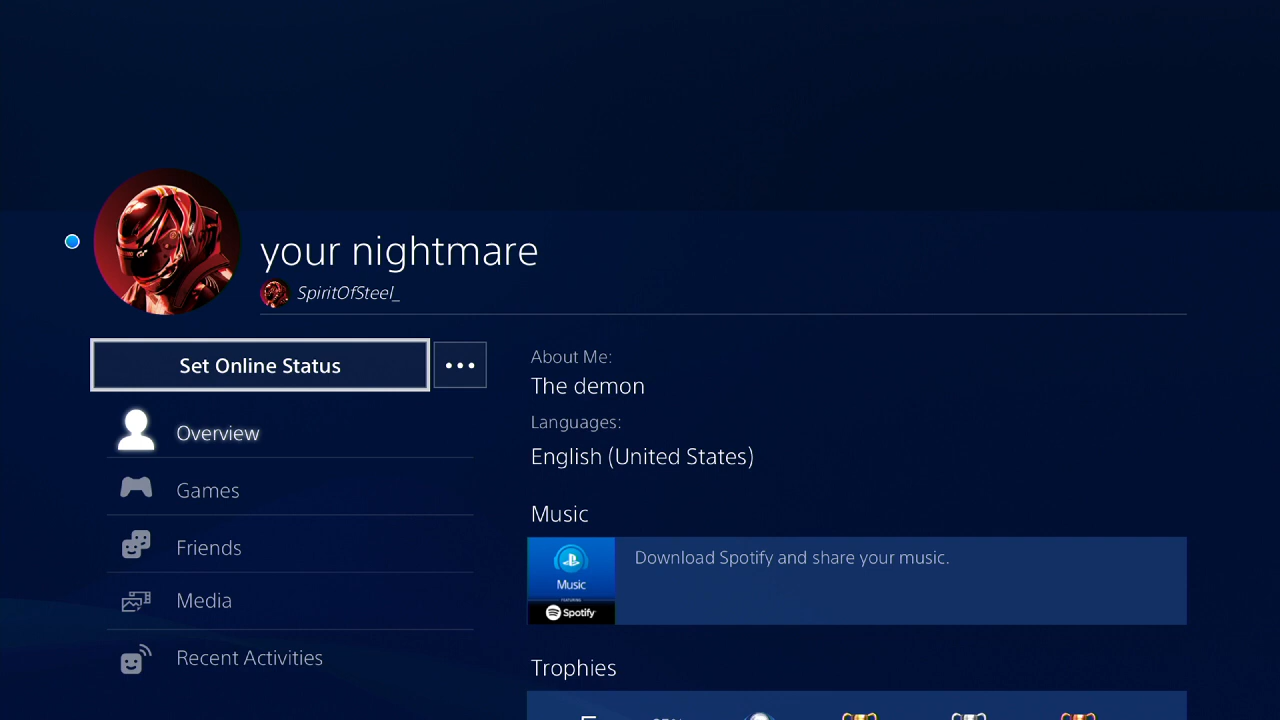 your nightmare
SpiritOfSteel_
Set Online Status
Overview
Games
Friends
Media
Recent Activities
About Me:
The demon
Languages:
English (United States)
Music
Music
FEATURING
Spotify
Download Spotify and share your music.
Trophies